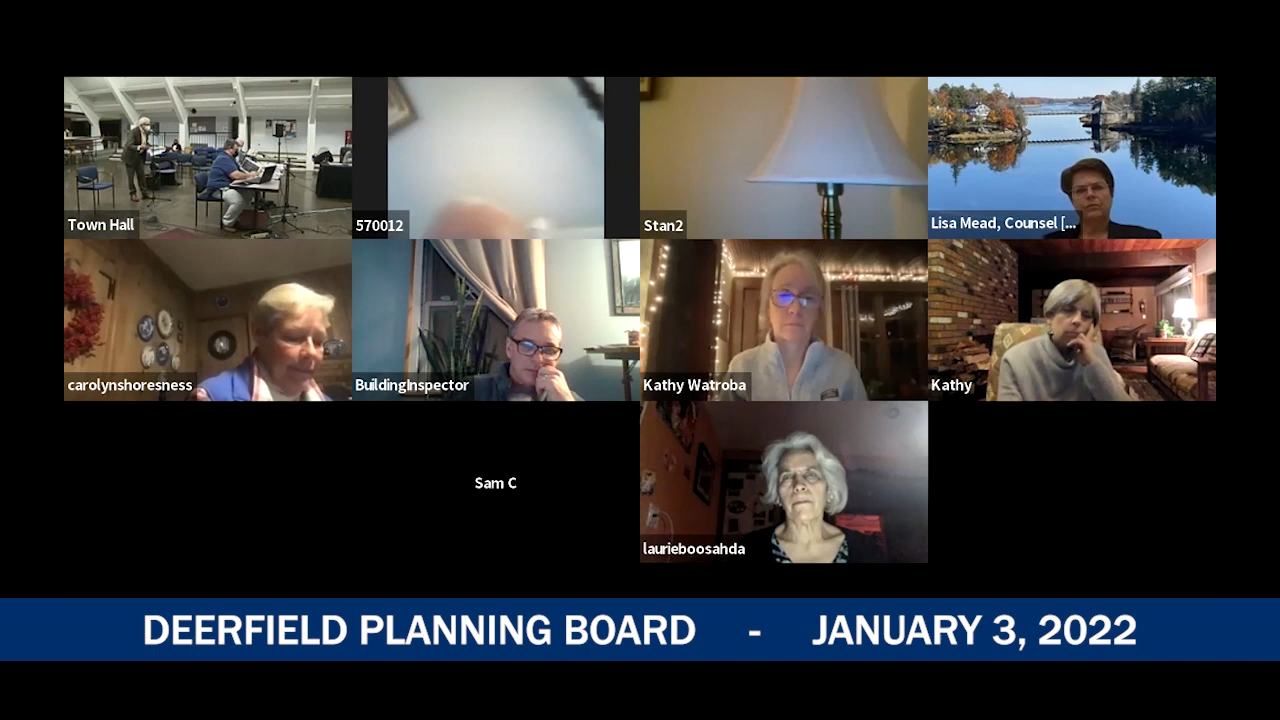 Town Hall
570012
Stan2
Lisa Mead, Counsel [...
carolynshoresness
BuildingInspector
Kathy Watroba
Kathy
Sam C
laurieboosahda
DEERFIELD PLANNING BOARD - JANUARY 3, 2022